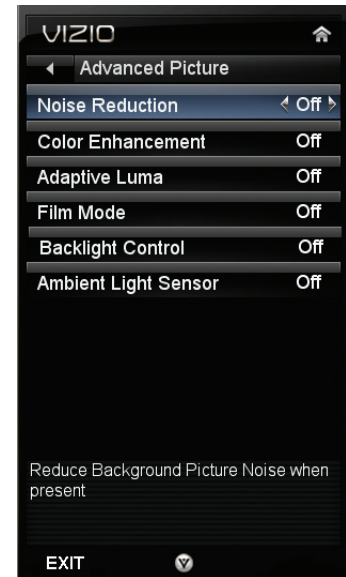 VIZIO
Advanced Picture
Noise Reduction Off
Color Enhancement Off
Adaptive Luma Off
Film Mode Off
Backlight Control Off
Ambient Light Sensor Off
Reduce Background Picture Noise when
present
EXIT V